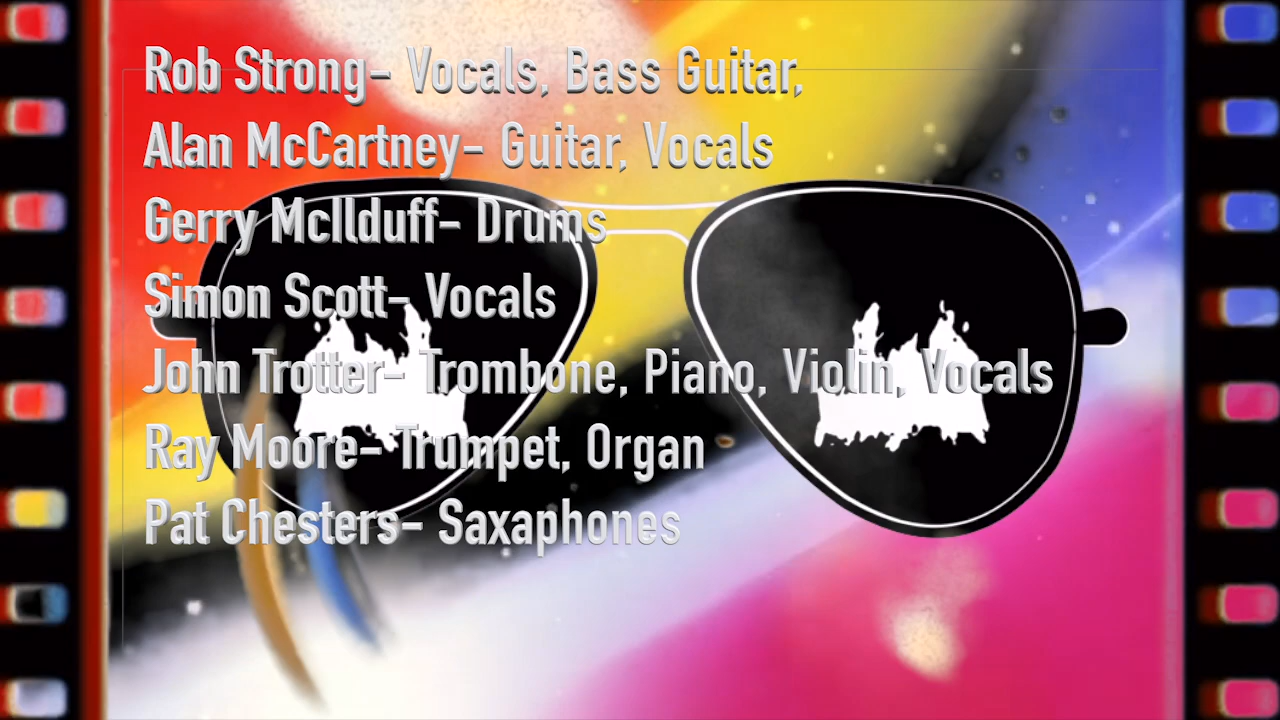 Rob Strong- Vocals, Bass Guitar,
Alan McCartney- Guitar, Vocals
Gerry McIlduff- Drums
Simon Scott- Vocals
John Trotter- Trombone, Piano, Violin, Vocals
Ray Moore- Trumpet, Organ
Pat Chesters- Saxaphones